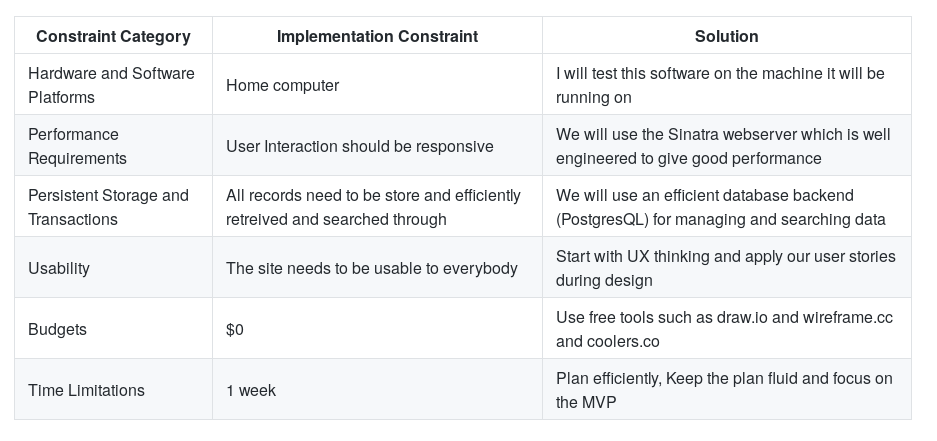 Constraint Category Implementation Constraint Solution
Hardware and Software
Platforms
Home computer
I will test this software on the machine it will be
running on
Performance
Requirements
User Interaction should be responsive
We will use the Sinatra webserver which is well
engineered to give good performance
Persistent Storage and
Transactions
All records need to be store and efficiently
retreived and searched through
We will use an efficient database backend
(PostgresQL) for managing and searching data
Usability
The site needs to be usable to everybody
Start with UX thinking and apply our user stories
during design
Budgets
$0
Use free tools such as draw.io and wireframe.cc
and coolers.co
Time Limitations
1 week
Plan efficiently, Keep the plan fluid and focus on
the MVP